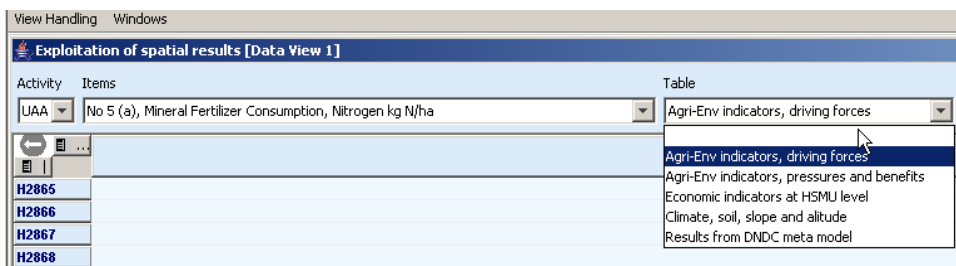 View Handling Windows
Exploitation of spatial results [Data View 1]
Activity Items Table
UAA No 5 (a), Mineral Fertilizer Consumption, Nitrogen kg N/ha Agri-Env indicators, driving forces
...
Agri-Env indicators, driving forces
Agri-Env indicators, pressures and benefits
H2865
Economic indicators at HSMU level
H2866
Climate, soil, slope and alitude
H2867
Results from DNDC meta model
H2868